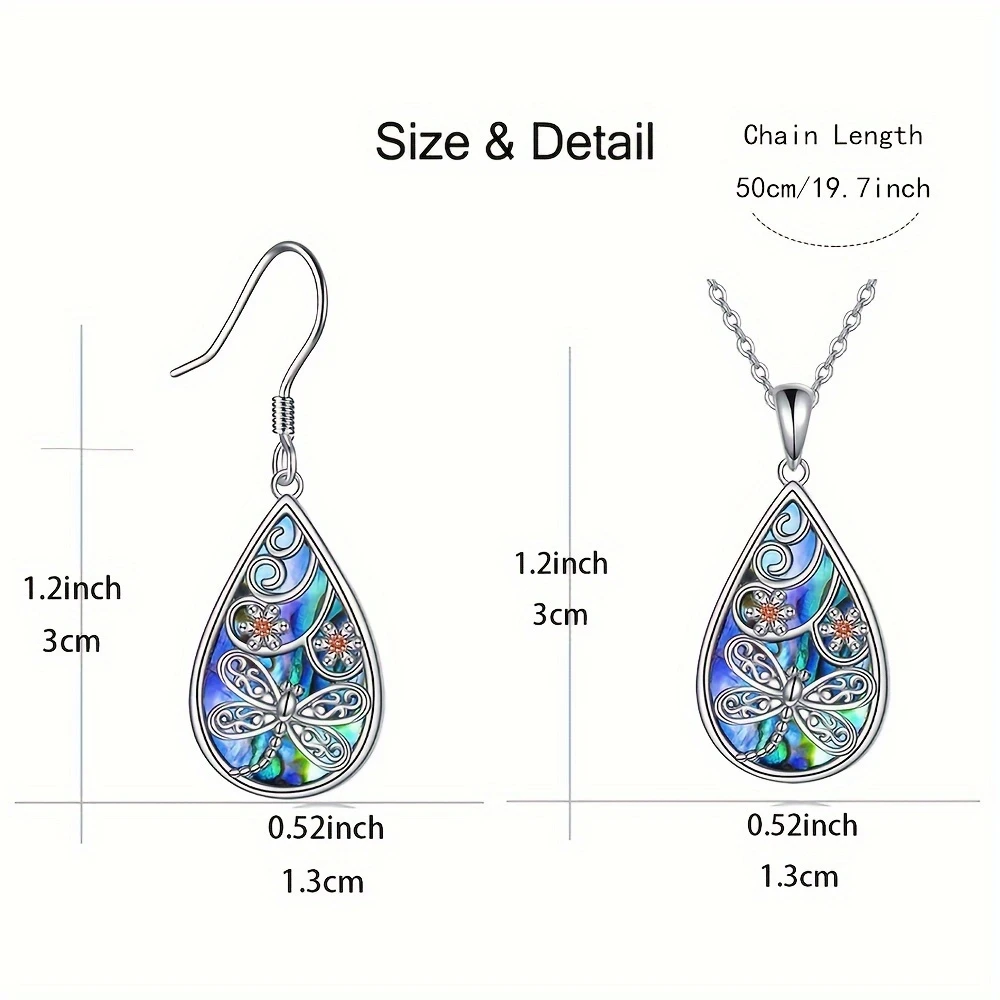 Size & Detail
Chain Length
50cm/19.7inch
1.2inch
3cm
0.52inch
1.3cm
1.2inch
3cm
0.52inch
1.3cm